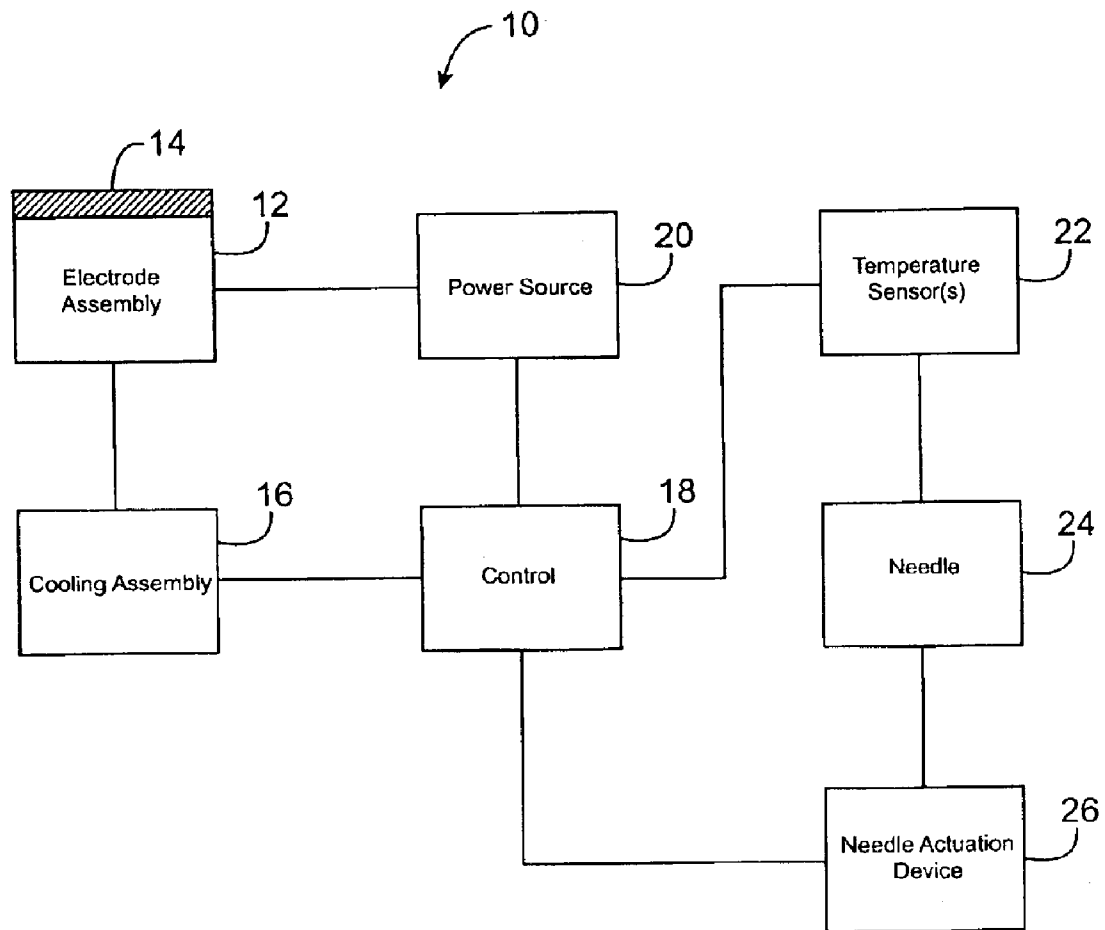 10
14
12
Electrode
Assembly
20
Power Source
22
Temperature
Sensor(s)
16
Cooling Assembly
18
Control
24
Needle
26
Needle Actuation
Device